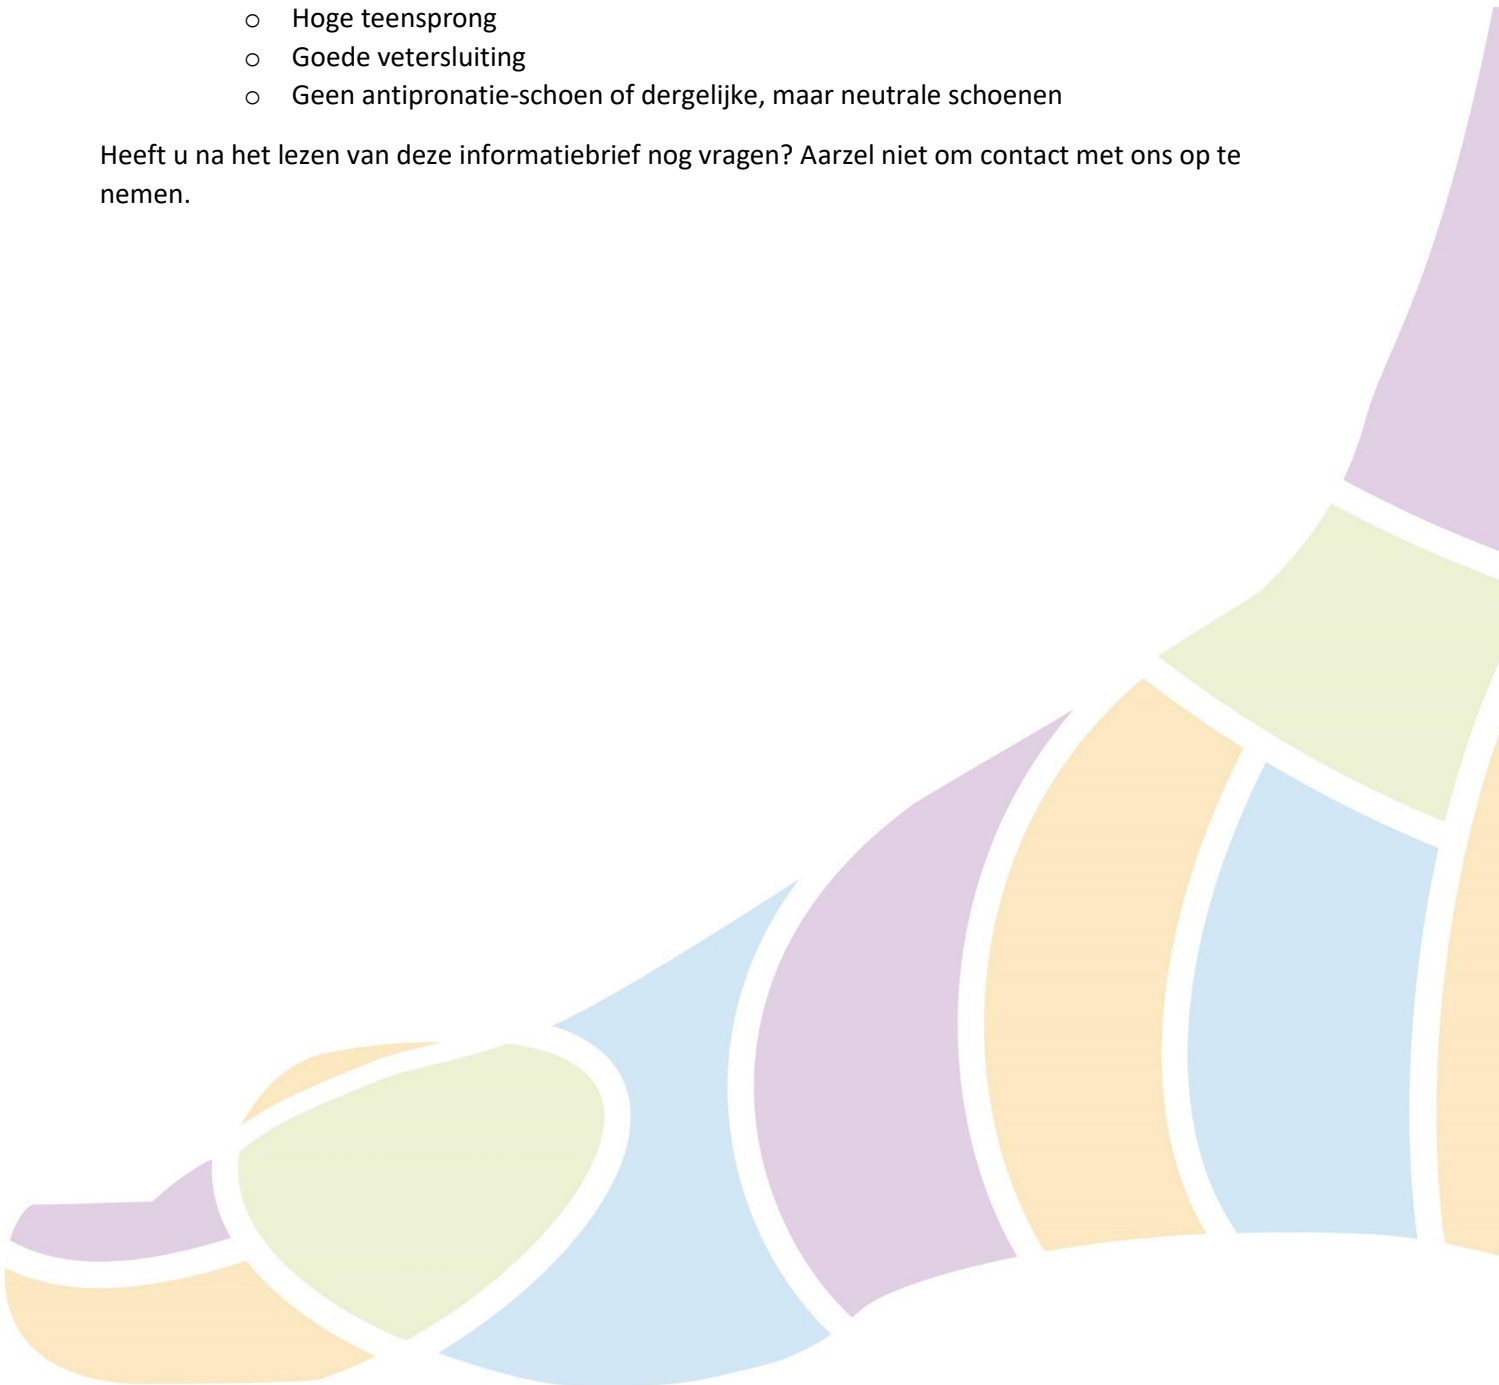 o Hoge teensprong
o Goede vetersluiting
o Geen antipronatie-schoen of dergelijke, maar neutrale schoenen
Heeft u na het lezen van deze informatiebrief nog vragen? Aarzel niet om contact met ons op te
nemen.